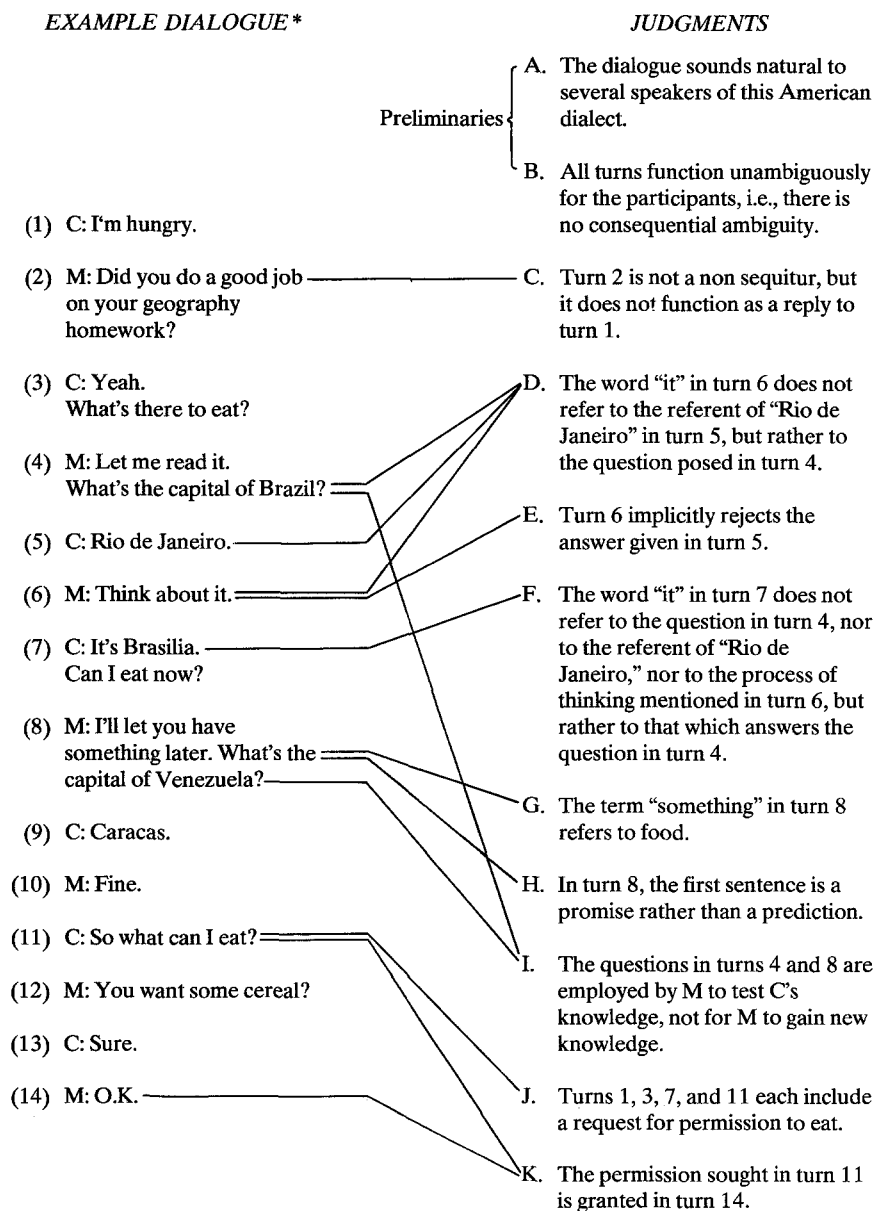 EXAMPLE DIALOGUE*
(1) C: I'm hungry.
(2) M: Did you do a good job
on your geography
homework?
(3) C: Yeah.
What's there to eat?
(4) M: Let me read it.
What's the capital of Brazil?
(5) C: Rio de Janeiro.
(6) M: Think about it.
(7) C: It's Brasilia.
Can I eat now?
(8) M: I'll let you have
something later. What's the
capital of Venezuela?
(9) C: Caracas.
(10) M: Fine.
(11) C: So what can I eat?
(12) M: You want some cereal?
(13) C: Sure.
(14) M: O.K.
JUDGMENTS
Preliminaries
A. The dialogue sounds natural to
several speakers of this American
dialect.
B. All turns function unambiguously
for the participants, i.e., there is
no consequential ambiguity.
C. Turn 2 is not a non sequitur, but
it does not function as a reply to
turn 1.
D. The word "it" in turn 6 does not
refer to the referent of "Rio de
Janeiro" in turn 5, but rather to
the question posed in turn 4.
E. Turn 6 implicitly rejects the
answer given in turn 5.
F. The word "it" in turn 7 does not
refer to the question in turn 4, nor
to the referent of "Rio de
Janeiro," nor to the process of
thinking mentioned in turn 6, but
rather to that which answers the
question in turn 4.
G. The term "something" in turn 8
refers to food.
H. In turn 8, the first sentence is a
promise rather than a prediction.
I. The questions in turns 4 and 8 are
employed by M to test C's
knowledge, not for M to gain new
knowledge.
J. Turns 1, 3, 7, and 11 each include
a request for permission to eat.
K. The permission sought in turn 11
is granted in turn 14.